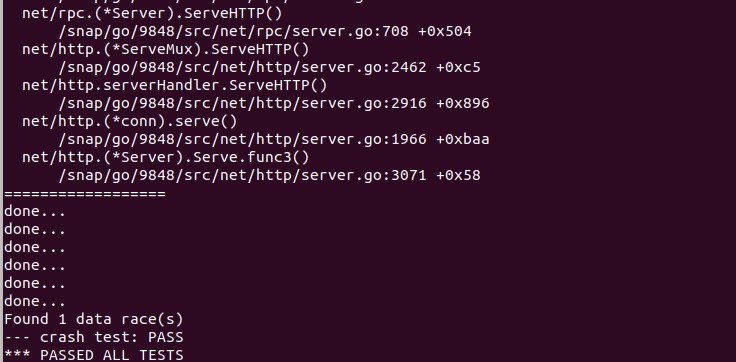 net/rpc.(*Server).ServeHTTP()
/snap/go/9848/src/net/rpc/server.go:708 +0x504
net/http.(*ServeMux).ServeHTTP()
/snap/go/9848/src/net/http/server.go:2462 +0xc5
net/http.serverHandler.ServeHTTP()
/snap/go/9848/src/net/http/server.go:2916 +0x896
net/http.(*conn).serve()
/snap/go/9848/src/net/http/server.go:1966 +0xbaa
net/http.(*Server).Serve.func3()
/snap/go/9848/src/net/http/server.go:3071 +0x58
==================
done...
done...
done...
done...
done...
done...
Found 1 data race(s)
--- crash test: PASS
*** PASSED ALL TESTS